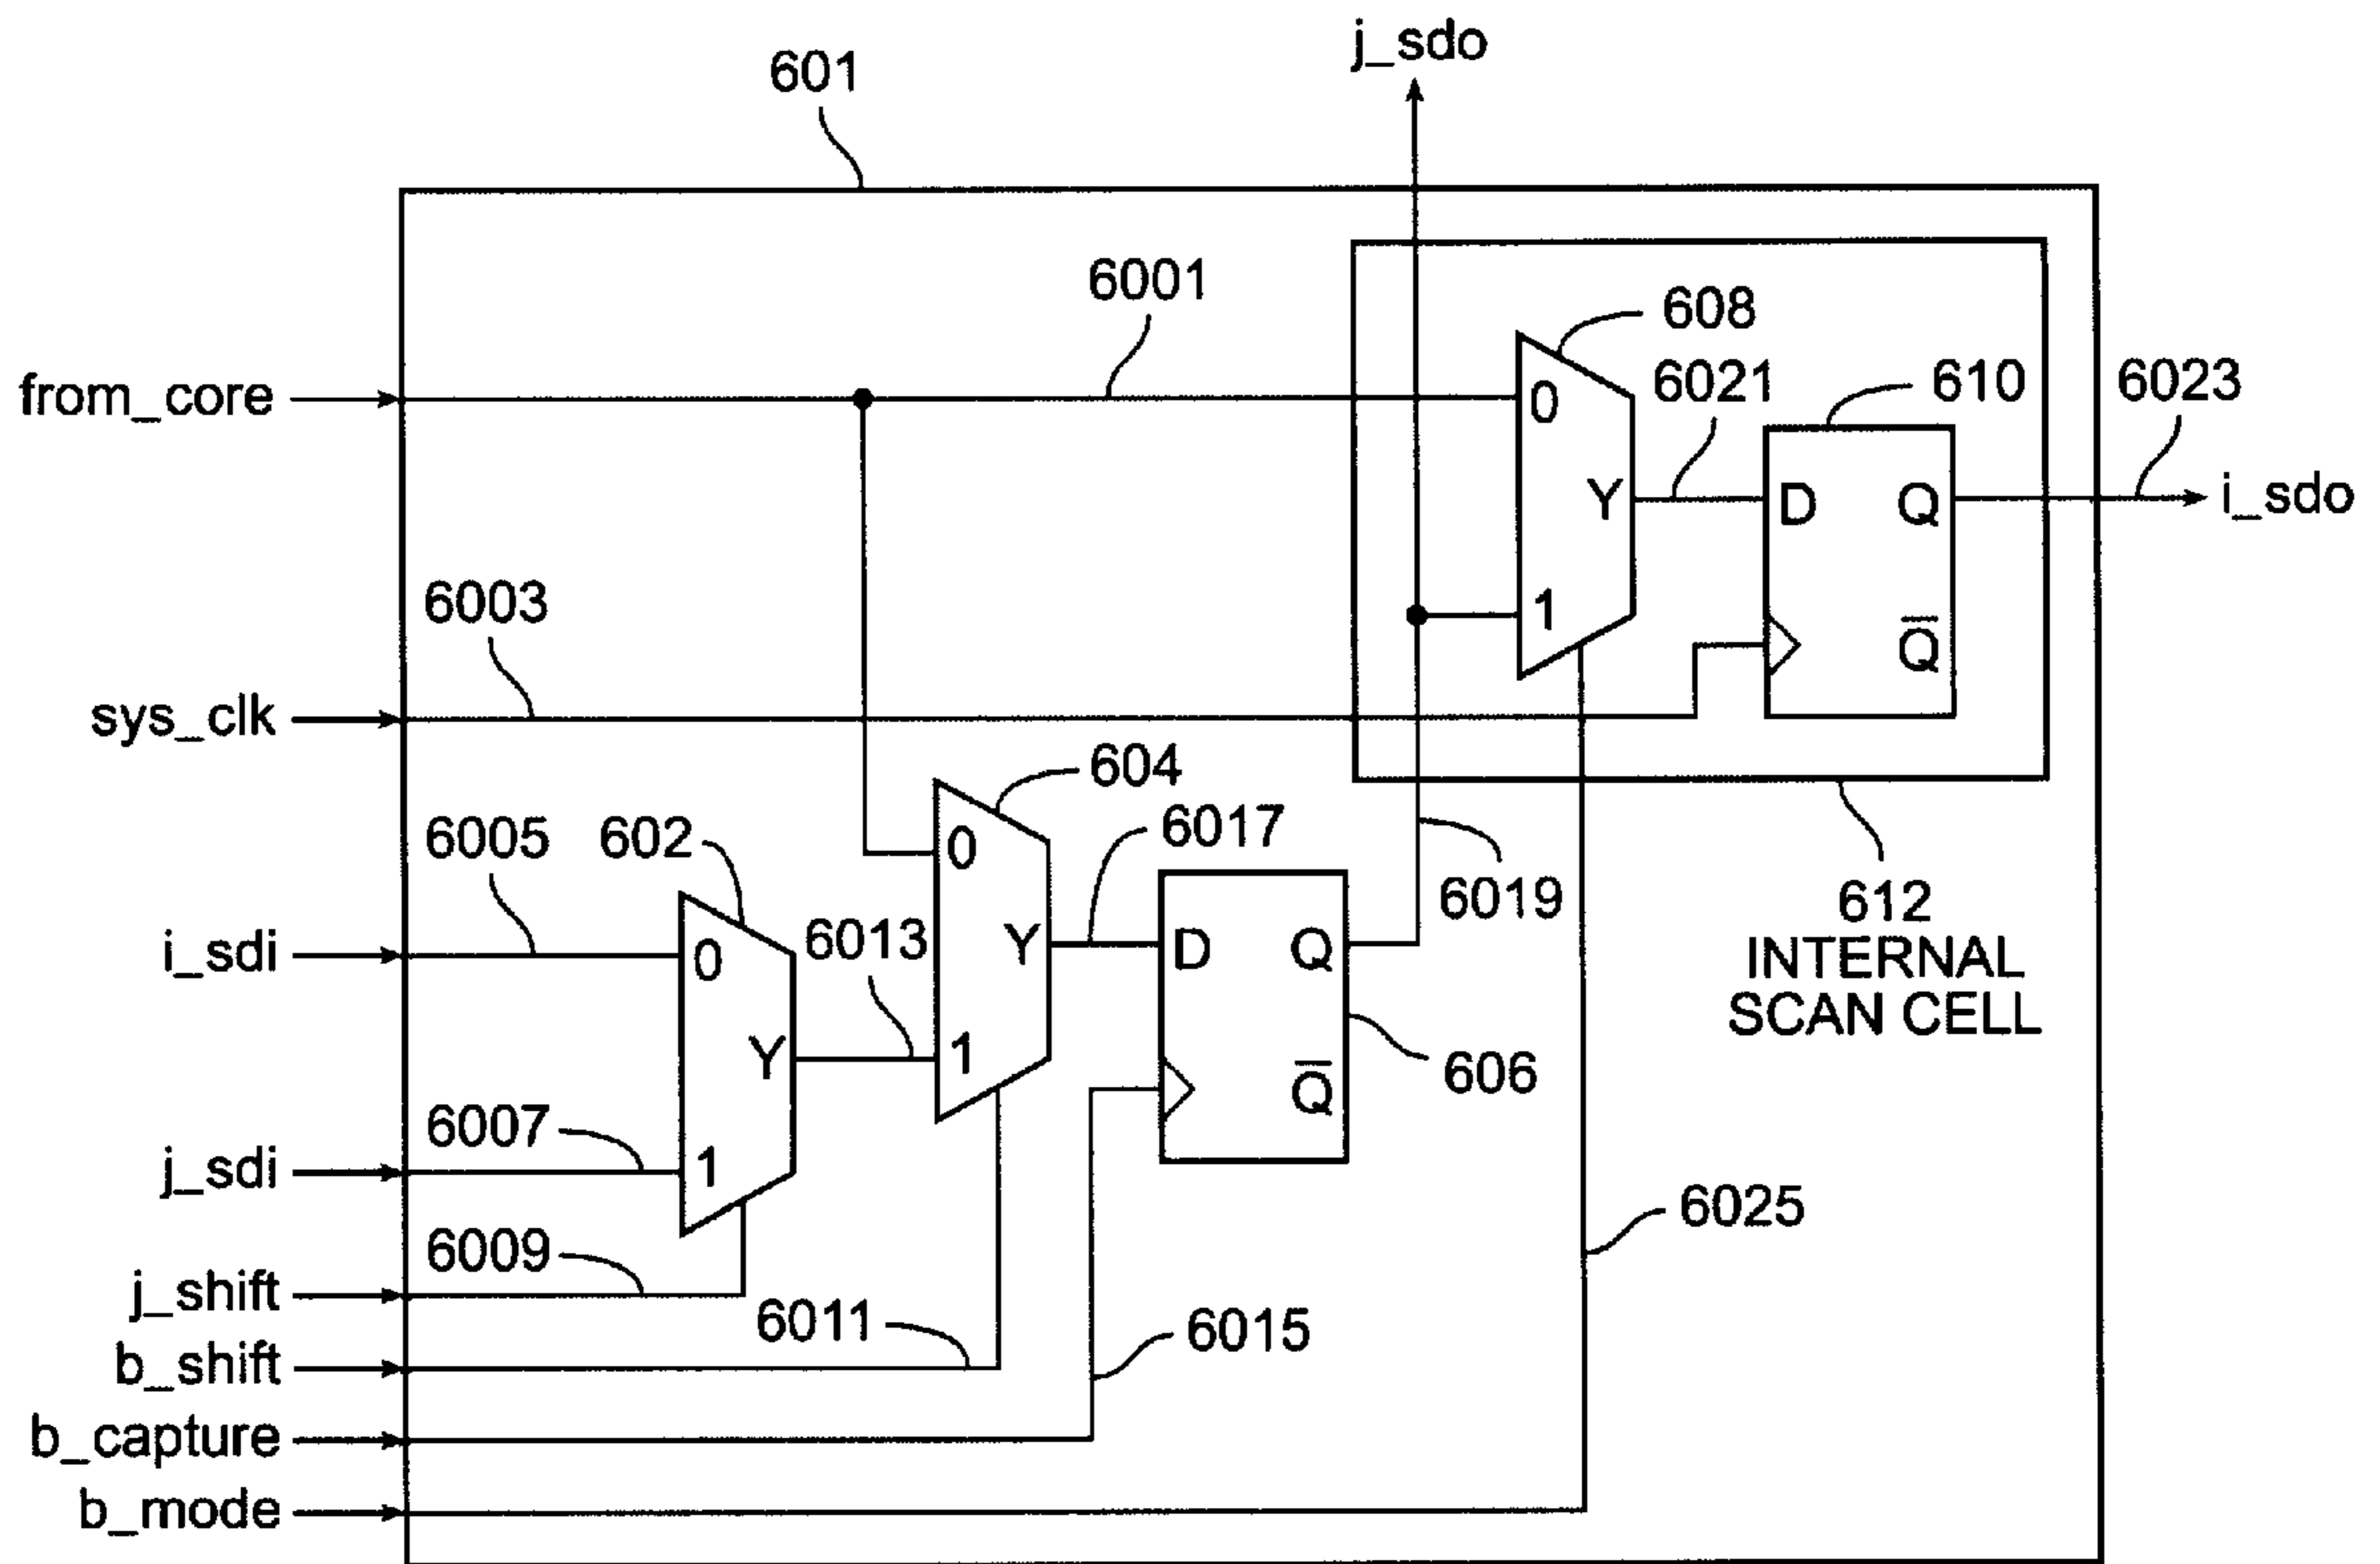 j_sdo
601
6001
608
from_core
0
6021
610
6023
Y
D
Q
i_sdo
6003
1
Q̅
sys_clk
604
6005
602
0
6017
6019
612
INTERNAL
SCAN CELL
i_sdi
0
6013
Y
D
Q
Y
1
606
Q̅
6007
j_sdi
1
6025
6009
j_shift
6011
6015
b_shift
b_capture
b_mode